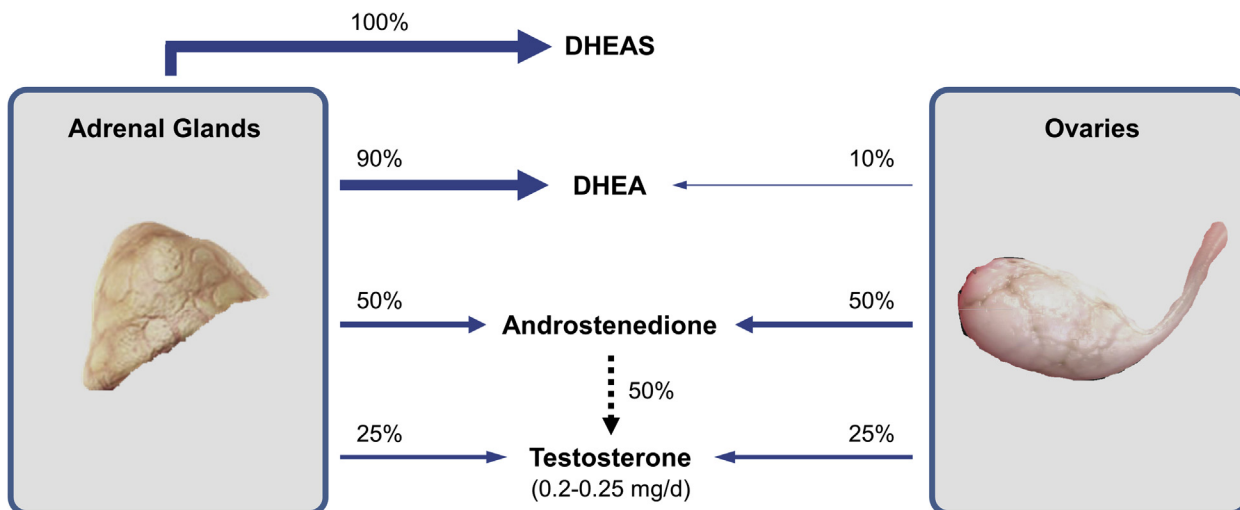 100%
DHEAS
Adrenal Glands
Ovaries
90%
DHEA
10%
50%
Androstenedione
50%
50%
25%
Testosterone
25%
(0.2-0.25 mg/d)